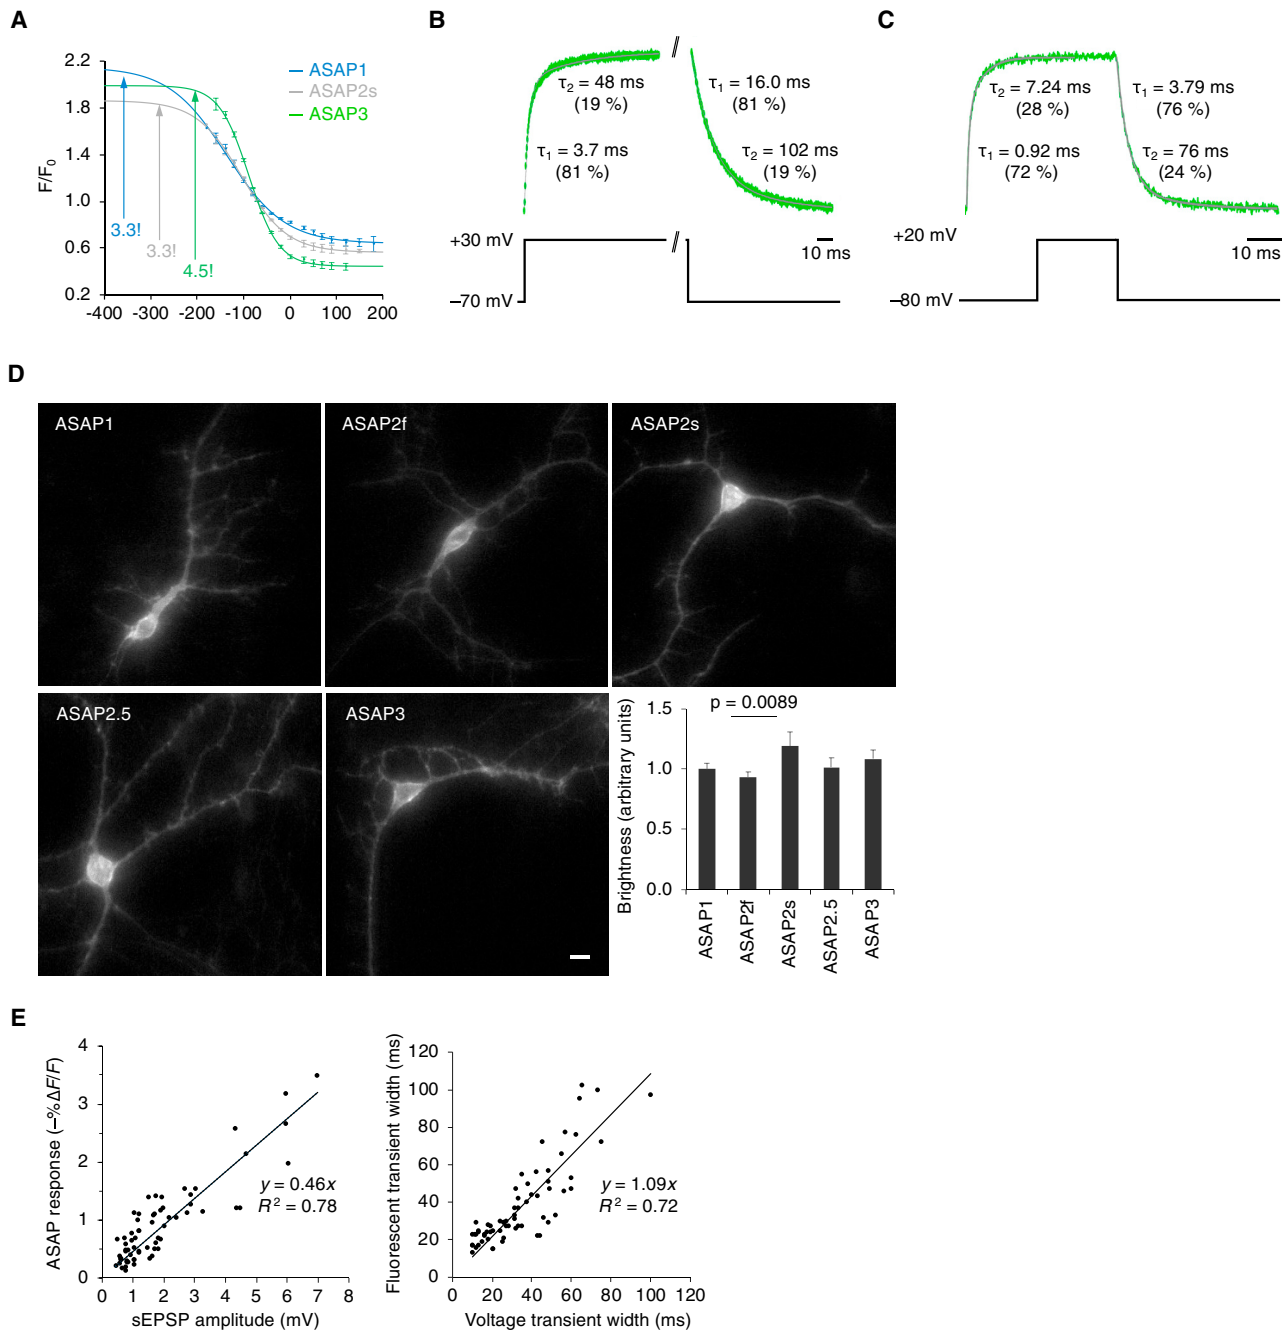 A
2.2
1.8
1.4
1.0
0.6
0.2
F/F0
ASAP1
ASAP2s
ASAP3
3.3!
3.3!
4.5!
-400 -300 -200 -100 0 100 200
B
τ2 = 48 ms
(19 %)
τ1 = 16.0 ms
(81 %)
τ1 = 3.7 ms
(81 %)
τ2 = 102 ms
(19 %)
+30 mV
10 ms
–70 mV
C
τ2 = 7.24 ms
(28 %)
τ1 = 3.79 ms
(76 %)
τ1 = 0.92 ms
(72 %)
τ2 = 76 ms
(24 %)
+20 mV
10 ms
–80 mV
D
ASAP1
ASAP2f
ASAP2s
ASAP2.5
ASAP3
Brightness (arbitrary units)
1.5
1.0
0.5
0.0
p = 0.0089
ASAP1
ASAP2f
ASAP2s
ASAP2.5
ASAP3
E
ASAP response (–%ΔF/F)
4
3
2
1
0
y = 0.46x
R² = 0.78
0 1 2 3 4 5 6 7 8
sEPSP amplitude (mV)
Fluorescent transient width (ms)
120
100
80
60
40
20
0
y = 1.09x
R² = 0.72
0 20 40 60 80 100 120
Voltage transient width (ms)